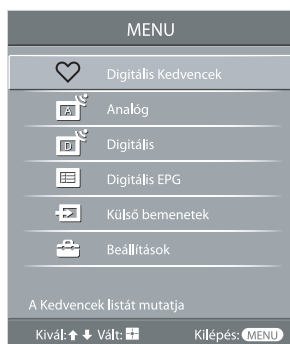 MENU
Digitális Kedvencek
A Analóg
D Digitális
Digitális EPG
Külső bemenetek
Beállítások
A Kedvencek listát mutatja
Kivál: Vált: Kilépés: MENU